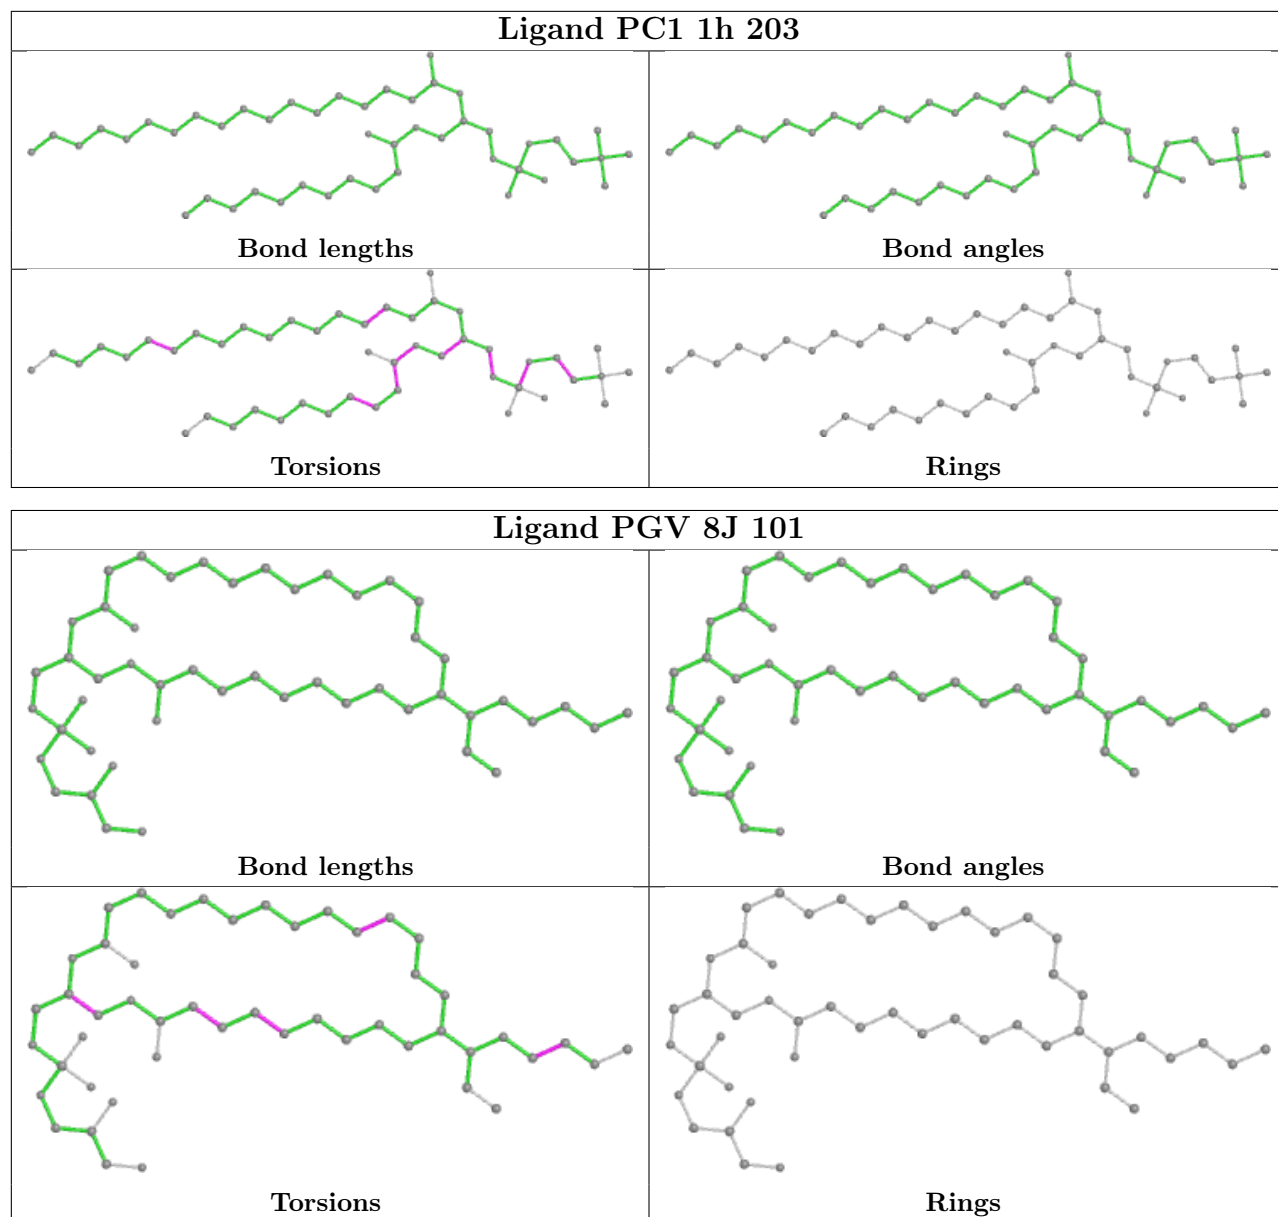 Ligand PC1 1h 203
Bond lengths
Bond angles
Torsions
Rings
Ligand PGV 8J 101
Bond lengths
Bond angles
Torsions
Rings